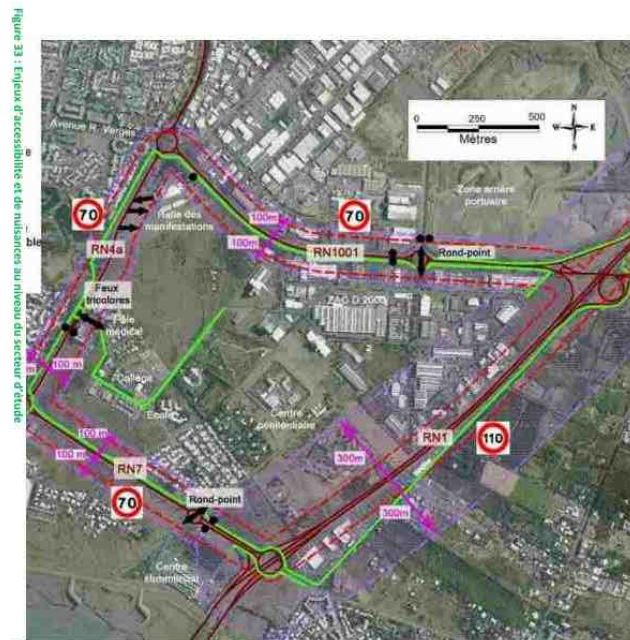 Figure 33 : Enjeux d'accessibilité et de nuisances au niveau du secteur d'étude
e
ble
Avenue R. Vergès
0 250 500
Mètres
N
W E
S
Zone arrière
portuaire
70
Halle des
manifestations
100m
70
100m
RN4a
RN1001
Rond-point
Feux
tricolores
ZAC D 2000
Pôle
médical
m
100 m
Collège
Ecole
Centre
pénitentiaire
RN1
110
100 m
100 m
RN7
300m
70
Rond-point
300m
Centre